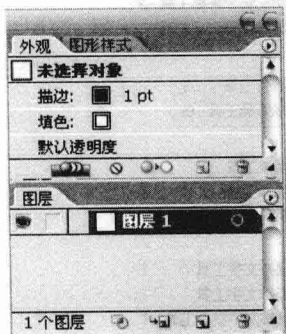 外观 图形样式
未选择对象
描边: 1 pt
填色:
默认透明度
图层
图层 1
1 个图层